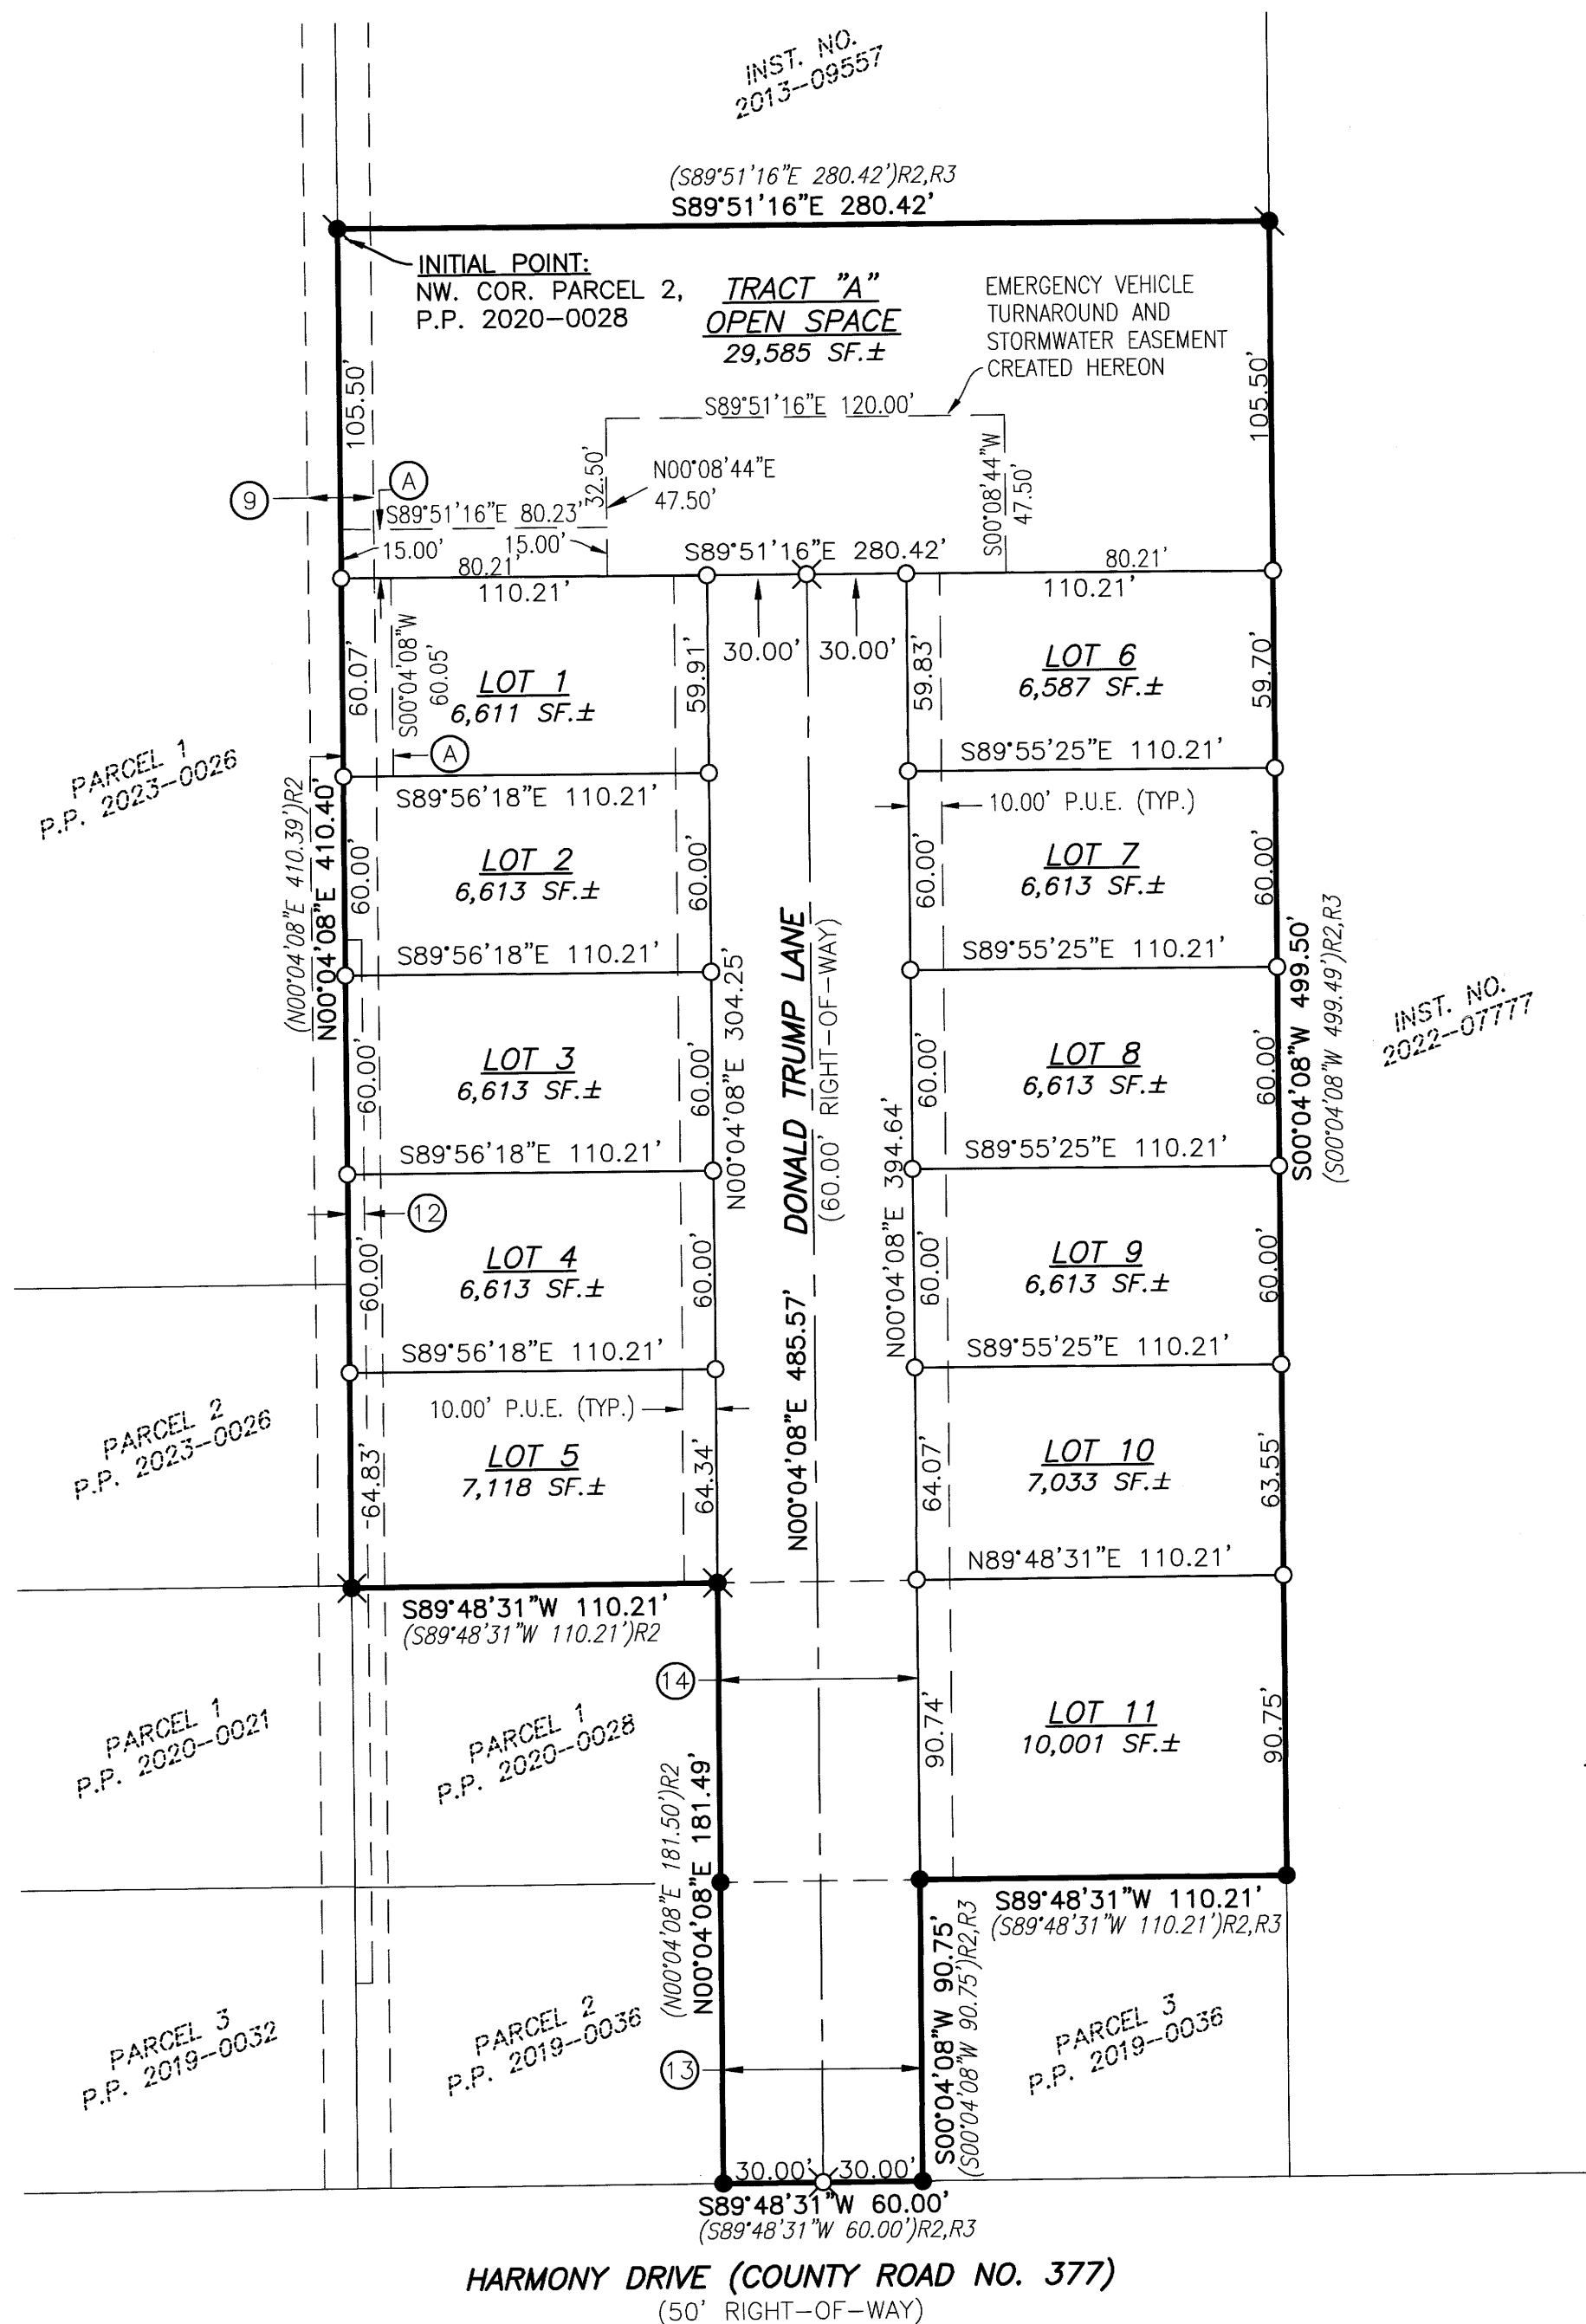 INST. NO.
2013-09557
(S89°51'16"E 280.42')R2,R3
S89°51'16"E 280.42'
INITIAL POINT:
NW. COR. PARCEL 2,
P.P. 2020-0028
TRACT "A"
OPEN SPACE
29,585 SF.±
EMERGENCY VEHICLE
TURNAROUND AND
STORMWATER EASEMENT
CREATED HEREON
105.50'
105.50'
S89°51'16"E 120.00'
32.50'
N00°08'44"E
47.50'
S00°08'44"W
47.50'
9
A
S89°51'16"E 80.23'
15.00'
15.00'
S89°51'16"E 280.42'
80.21'
110.21'
80.21'
110.21'
30.00'
30.00'
60.07'
S00°04'08"W
60.05'
LOT 1
6,611 SF.±
59.91'
59.83'
LOT 6
6,587 SF.±
59.70'
A
S89°56'18"E 110.21'
S89°55'25"E 110.21'
10.00' P.U.E. (TYP.)
PARCEL 1
P.P. 2023-0026
(N00°04'08"E 410.39')R2
N00°04'08"E 410.40'
60.00'
LOT 2
6,613 SF.±
60.00'
60.00'
LOT 7
6,613 SF.±
60.00'
S89°56'18"E 110.21'
S89°55'25"E 110.21'
DONALD TRUMP LANE
(60.00' RIGHT-OF-WAY)
N00°04'08"E 304.25'
S00°04'08"W 499.50'
(S00°04'08"W 499.49')R2,R3
INST. NO.
2022-07777
60.00'
LOT 3
6,613 SF.±
60.00'
60.00'
LOT 8
6,613 SF.±
60.00'
S89°56'18"E 110.21'
S89°55'25"E 110.21'
N00°04'08"E 394.64'
12
60.00'
LOT 4
6,613 SF.±
60.00'
60.00'
LOT 9
6,613 SF.±
60.00'
S89°56'18"E 110.21'
S89°55'25"E 110.21'
N00°04'08"E 485.57'
10.00' P.U.E. (TYP.)
PARCEL 2
P.P. 2023-0026
64.83'
LOT 5
7,118 SF.±
64.34'
64.07'
LOT 10
7,033 SF.±
63.55'
N89°48'31"E 110.21'
S89°48'31"W 110.21'
(S89°48'31"W 110.21')R2
14
PARCEL 1
P.P. 2020-0021
PARCEL 1
P.P. 2020-0028
90.74'
LOT 11
10,001 SF.±
90.75'
(N00°04'08"E 181.50')R2
N00°04'08"E 181.49'
S89°48'31"W 110.21'
(S89°48'31"W 110.21')R2,R3
S00°04'08"W 90.75'
(S00°04'08"W 90.75')R2,R3
PARCEL 3
P.P. 2019-0032
PARCEL 2
P.P. 2019-0036
13
PARCEL 3
P.P. 2019-0036
30.00'
30.00'
S89°48'31"W 60.00'
(S89°48'31"W 60.00')R2,R3
HARMONY DRIVE (COUNTY ROAD NO. 377)
(50' RIGHT-OF-WAY)